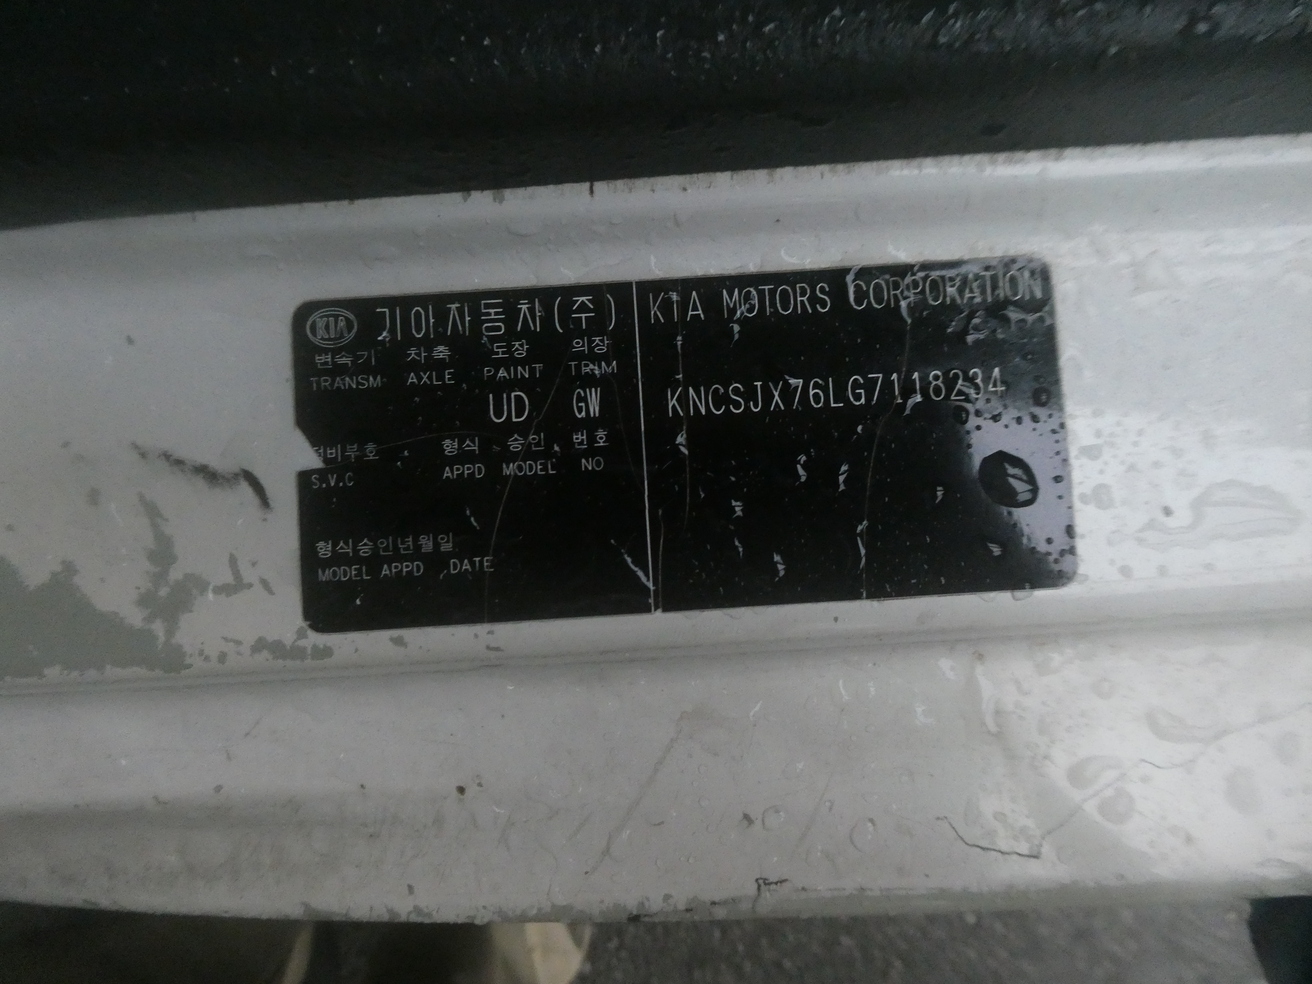 KIA 기아자동차(주)
변속기 차축 도장 의장
TRANSM AXLE PAINT TRIM
UD GW
정비부호 형식 승인 번호
S.V.C APPD MODEL NO
형식승인년월일
MODEL APPD DATE
KIA MOTORS CORPORATION
KNCSJX76LG7118234